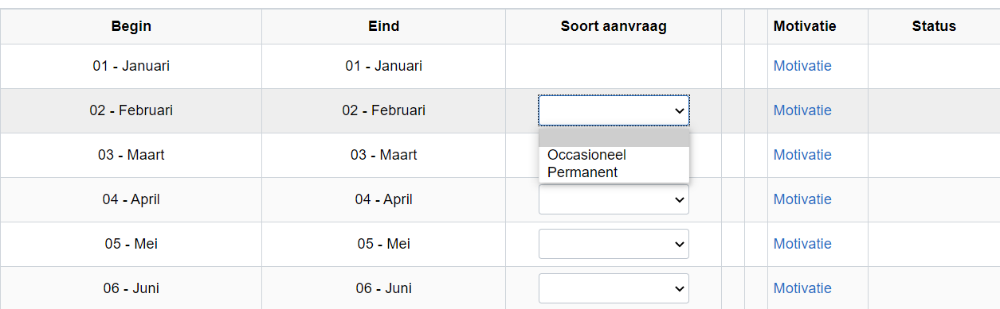 Begin Eind Soort aanvraag Motivatie Status
01 - Januari 01 - Januari Motivatie
02 - Februari 02 - Februari Motivatie
03 - Maart 03 - Maart Occasioneel Motivatie
Permanent
04 - April 04 - April Motivatie
05 - Mei 05 - Mei Motivatie
06 - Juni 06 - Juni Motivatie